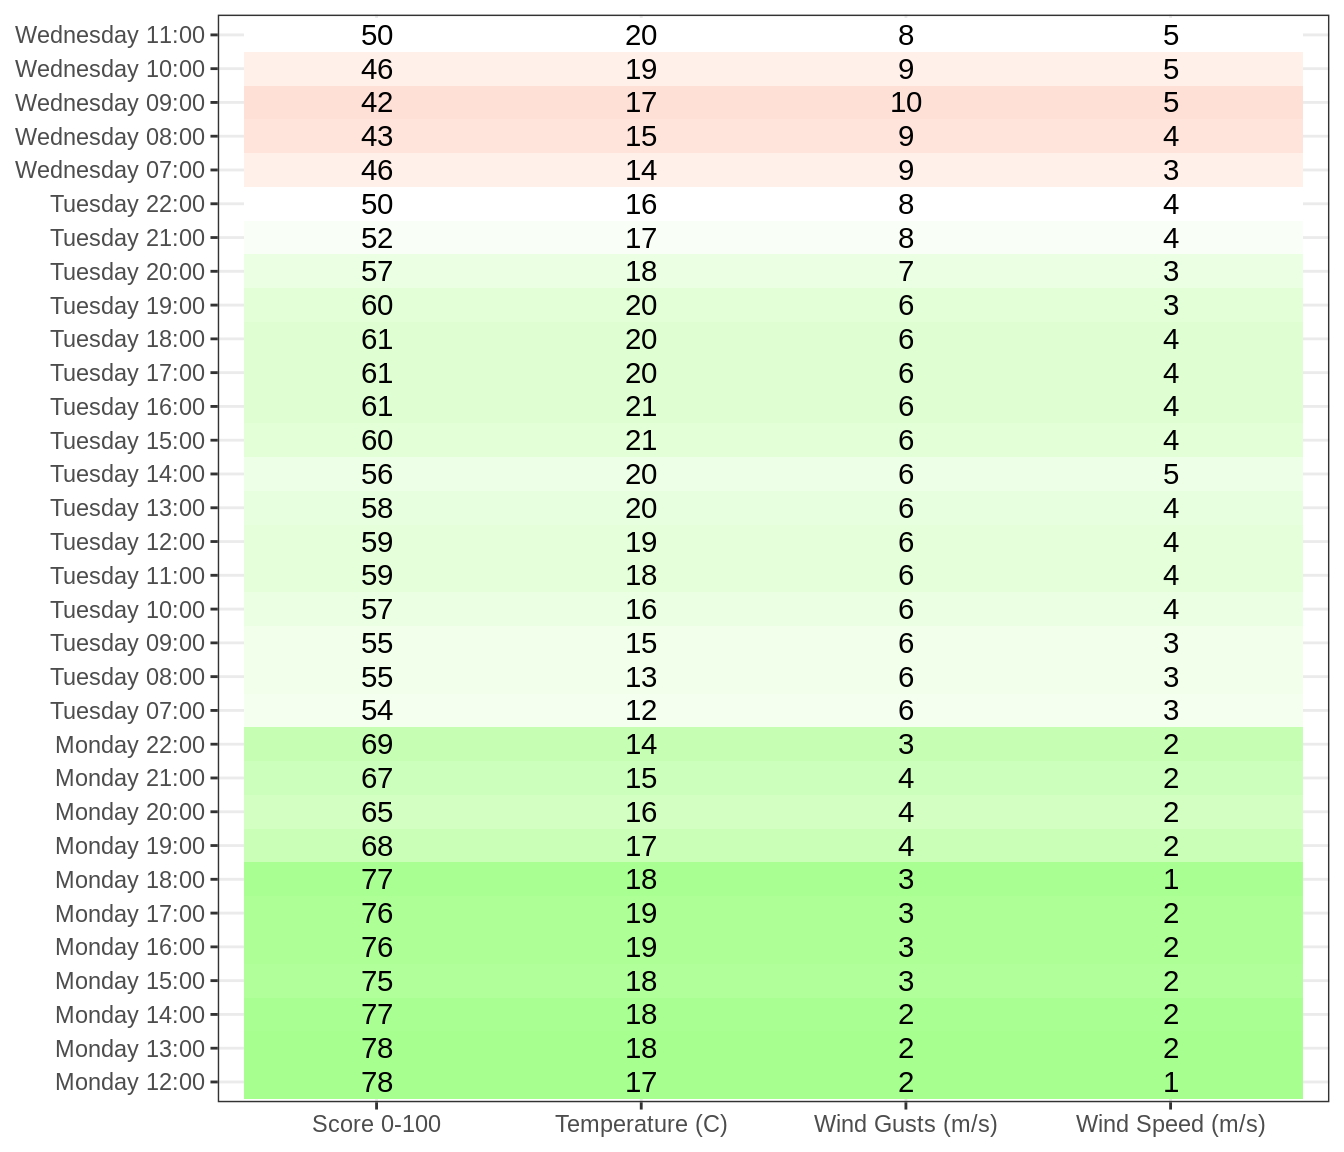 Wednesday 11:00 50 20 8 5
Wednesday 10:00 46 19 9 5
Wednesday 09:00 42 17 10 5
Wednesday 08:00 43 15 9 4
Wednesday 07:00 46 14 9 3
Tuesday 22:00 50 16 8 4
Tuesday 21:00 52 17 8 4
Tuesday 20:00 57 18 7 3
Tuesday 19:00 60 20 6 3
Tuesday 18:00 61 20 6 4
Tuesday 17:00 61 20 6 4
Tuesday 16:00 61 21 6 4
Tuesday 15:00 60 21 6 4
Tuesday 14:00 56 20 6 5
Tuesday 13:00 58 20 6 4
Tuesday 12:00 59 19 6 4
Tuesday 11:00 59 18 6 4
Tuesday 10:00 57 16 6 4
Tuesday 09:00 55 15 6 3
Tuesday 08:00 55 13 6 3
Tuesday 07:00 54 12 6 3
Monday 22:00 69 14 3 2
Monday 21:00 67 15 4 2
Monday 20:00 65 16 4 2
Monday 19:00 68 17 4 2
Monday 18:00 77 18 3 1
Monday 17:00 76 19 3 2
Monday 16:00 76 19 3 2
Monday 15:00 75 18 3 2
Monday 14:00 77 18 2 2
Monday 13:00 78 18 2 2
Monday 12:00 78 17 2 1
Score 0-100 Temperature (C) Wind Gusts (m/s) Wind Speed (m/s)